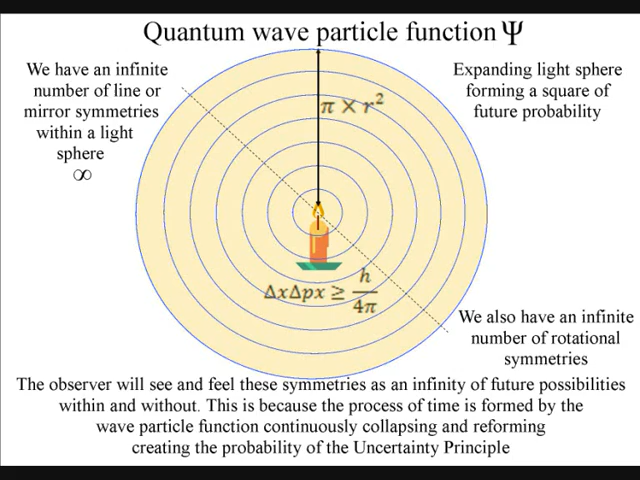 Quantum wave particle function Ψ
We have an infinite
number of line or
mirror symmetries
within a light
sphere
∞
Expanding light sphere
forming a square of
future probability
π × r²
Δx Δpx ≥ h/4π
We also have an infinite
number of rotational
symmetries
The observer will see and feel these symmetries as an infinity of future possibilities
within and without. This is because the process of time is formed by the
wave particle function continuously collapsing and reforming
creating the probability of the Uncertainty Principle